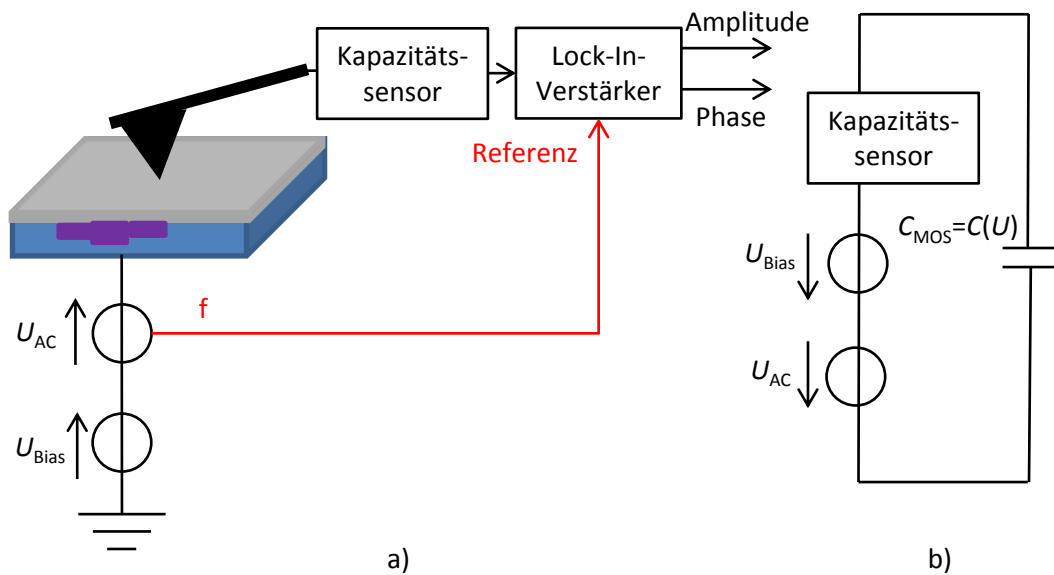 Amplitude
Kapazitäts-
sensor
Lock-In-
Verstärker
Phase
Referenz
f
U_AC
U_Bias
a)
Kapazitäts-
sensor
C_MOS=C(U)
U_Bias
U_AC
b)